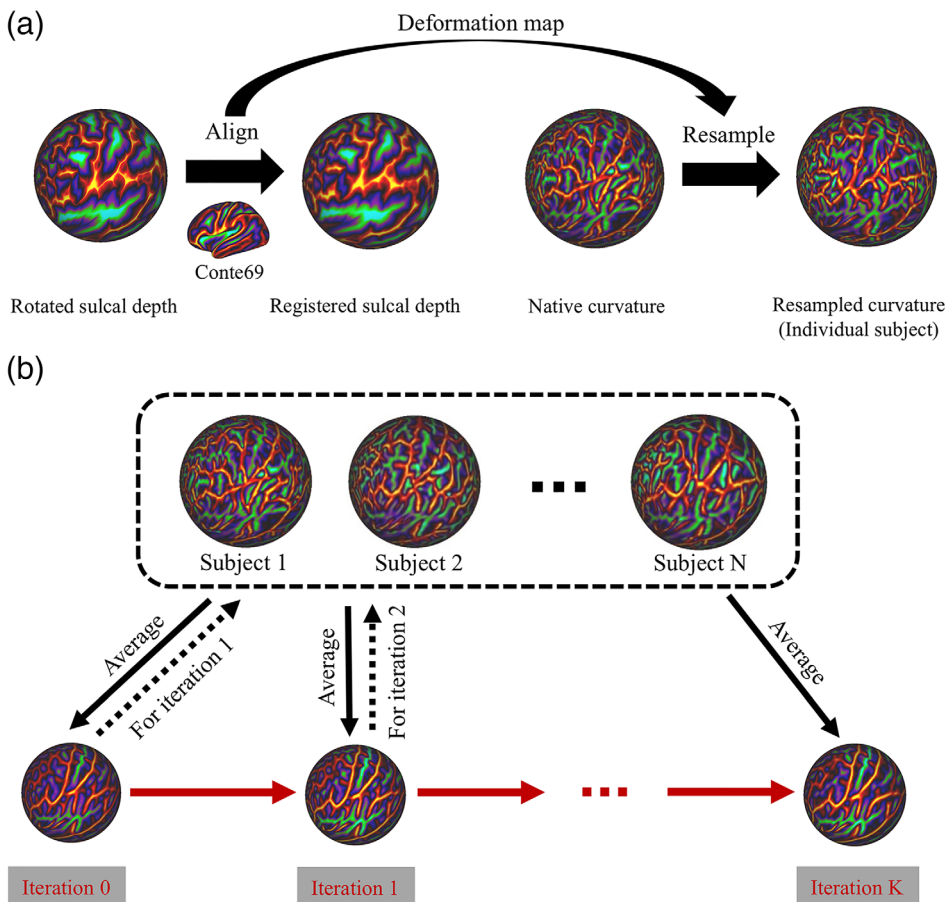 (a)
Deformation map
Align
Resample
Conte69
Rotated sulcal depth
Registered sulcal depth
Native curvature
Resampled curvature
(Individual subject)
(b)
Subject 1
Subject 2
Subject N
Average
For iteration 1
Average
For iteration 2
Average
Iteration 0
Iteration 1
Iteration K